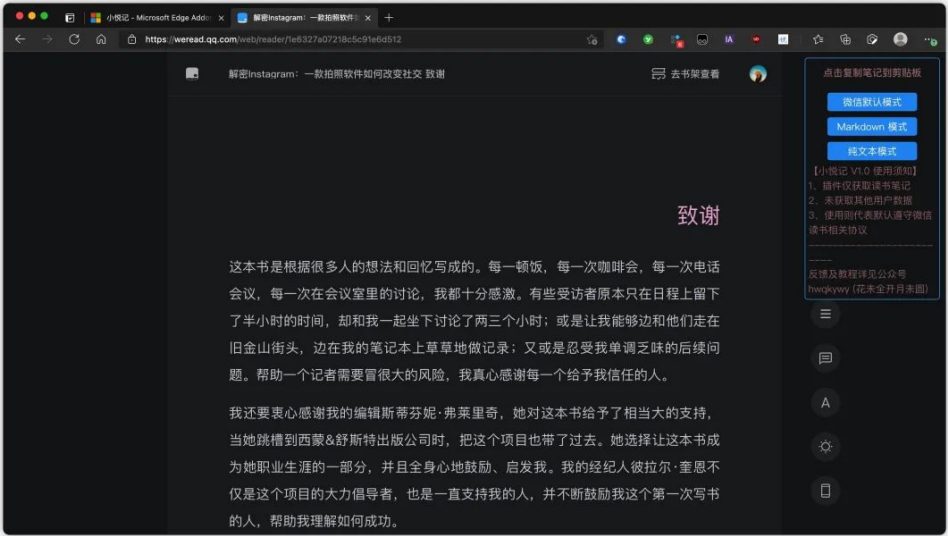 小悦记 - Microsoft Edge Addo
解密Instagram：一款拍照软件
https://weread.qq.com/web/reader/1e6327a07218c5c91e6d512
解密Instagram：一款拍照软件如何改变社交 致谢
去书架查看
点击复制笔记到剪贴板
微信默认模式
Markdown 模式
纯文本模式
【小悦记 V1.0 使用须知】
1、插件仅获取读书笔记
2、未获取其他用户数据
3、使用则代表默认遵守微信
读书相关协议
反馈及教程详见公众号
hwqkywy (花未全开月未圆)
致谢
这本书是根据很多人的想法和回忆写成的。每一顿饭，每一次咖啡会，每一次电话
会议，每一次在会议室里的讨论，我都十分感激。有些受访者原本只在日程上留下
了半小时的时间，却和我一起坐下讨论了两三个小时；或是让我能够边和他们走在
旧金山街头，边在我的笔记本上草草地做记录；又或是忍受我单调乏味的后续问
题。帮助一个记者需要冒很大的风险，我真心感谢每一个给予我信任的人。
我还要衷心感谢我的编辑斯蒂芬妮·弗莱里奇，她对这本书给予了相当大的支持，
当她跳槽到西蒙&舒斯特出版公司时，把这个项目也带了过去。她选择让这本书成
为她职业生涯的一部分，并且全身心地鼓励、启发我。我的经纪人彼拉尔·奎恩不
仅是这个项目的大力倡导者，也是一直支持我的人，并不断鼓励我这个第一次写书
的人，帮助我理解如何成功。
A